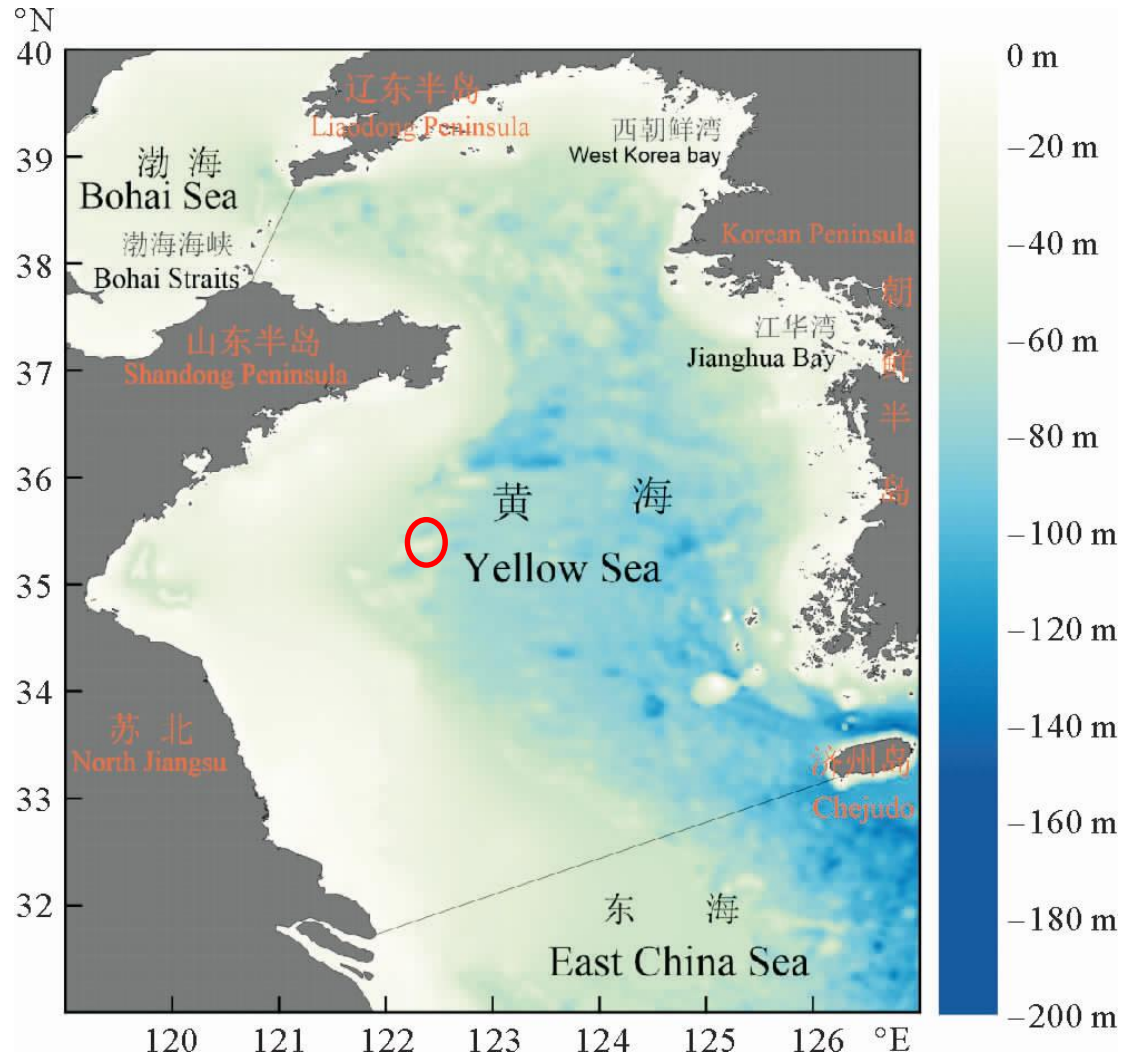 °N
40
39
38
37
36
35
34
33
32
辽东半岛
Liaodong Peninsula
西朝鲜湾
West Korea bay
渤海
Bohai Sea
渤海海峡
Bohai Straits
Korean Peninsula
朝鲜半岛
江华湾
Jianghua Bay
山东半岛
Shandong Peninsula
黄海
Yellow Sea
苏北
North Jiangsu
济州岛
Chejudo
东海
East China Sea
120 121 122 123 124 125 126 °E
0 m
−20 m
−40 m
−60 m
−80 m
−100 m
−120 m
−140 m
−160 m
−180 m
−200 m